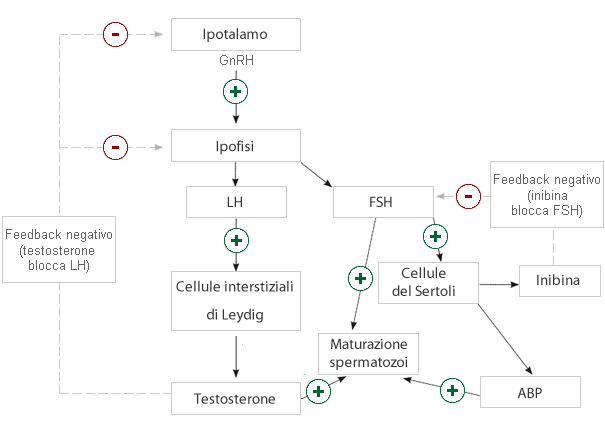 Ipotalamo
GnRH
+
-
Ipofisi
-
LH
FSH
-
Feedback negativo
(inibina
blocca FSH)
Feedback negativo
(testosterone
blocca LH)
+
+
+
Cellule interstiziali
di Leydig
Cellule
del Sertoli
Inibina
Maturazione
spermatozoi
Testosterone
+
+
ABP